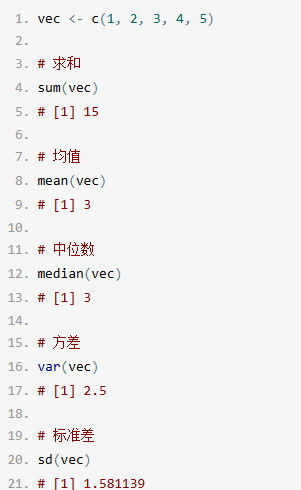 1. vec <- c(1, 2, 3, 4, 5)
2.
3. # 求和
4. sum(vec)
5. # [1] 15
6.
7. # 均值
8. mean(vec)
9. # [1] 3
10.
11. # 中位数
12. median(vec)
13. # [1] 3
14.
15. # 方差
16. var(vec)
17. # [1] 2.5
18.
19. # 标准差
20. sd(vec)
21. # [1] 1.581139